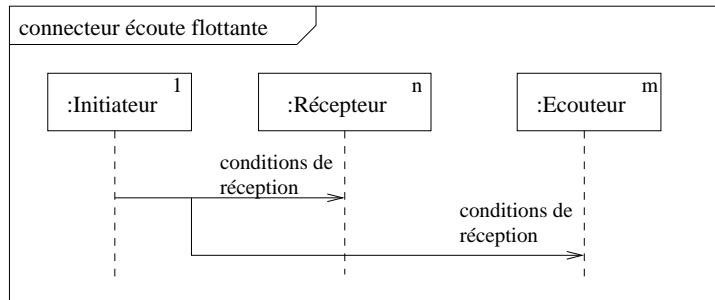 connecteur écoute flottante
1
:Initiateur
n
:Récepteur
m
:Ecouteur
conditions de
réception
conditions de
réception